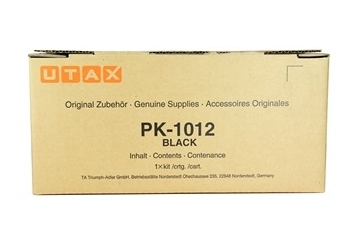 UTAX
Original Zubehör · Genuine Supplies · Accessoires Originales
PK-1012
BLACK
Inhalt · Contents · Contenance
1×kit /ortg. /cart.
TA Triumph-Adler GmbH, Betriebsstätte Norderstedt Ohechaussee 235, 22848 Norderstedt, Germany